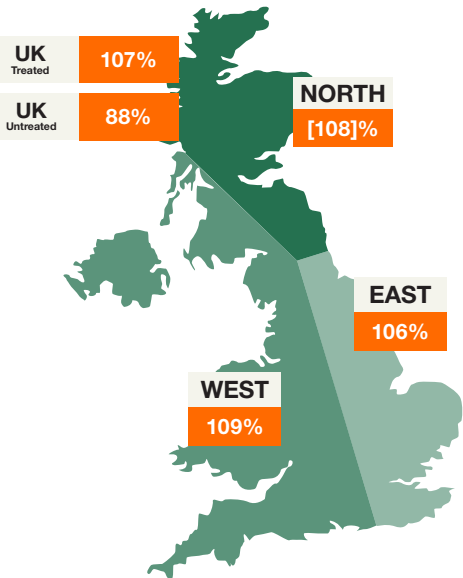 UK
Treated
107%
UK
Untreated
88%
NORTH
[108]%
EAST
106%
WEST
109%